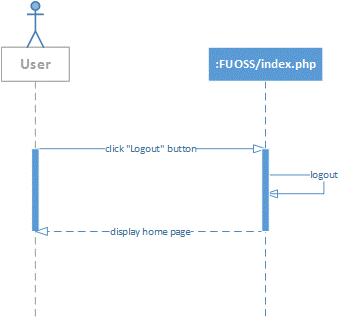 User
:FUOSS/index.php
click "Logout" button
logout
display home page